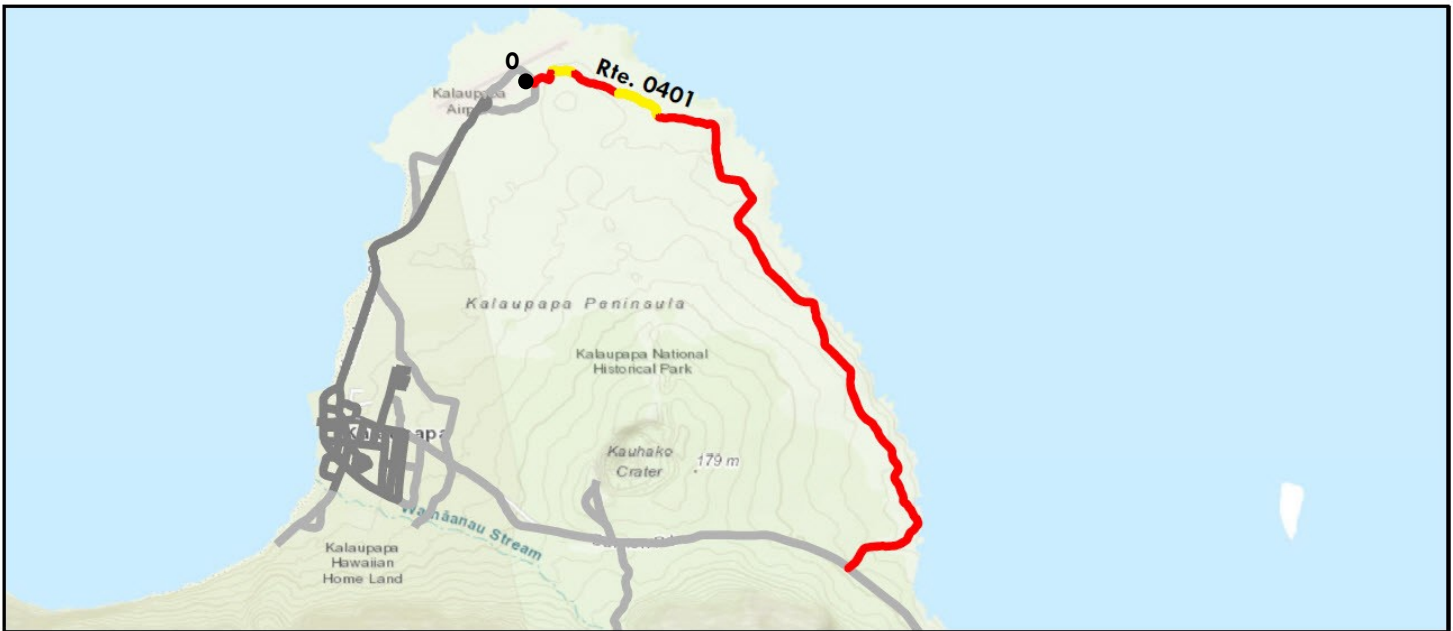 0
Rte. 0401
Kalaupapa
Airp
Kalaupapa Peninsula
Kalaupapa National
Historical Park
Kauhako
Crater
179 m
Stream
Kalaupapa
Hawaiian
Home Land